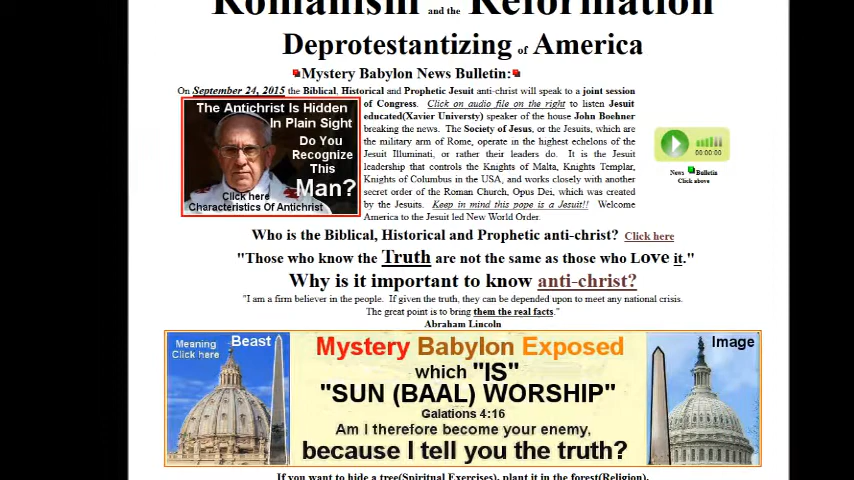 Romanism and the Reformation
Deprotestantizing of America
Mystery Babylon News Bulletin:
On September 24, 2015 the Biblical, Historical and Prophetic Jesuit anti-christ will speak to a joint session
of Congress. Click on audio file on the right to listen Jesuit
educated(Xavier Universty) speaker of the house John Boehner
breaking the news. The Society of Jesus, or the Jesuits, which are
the military arm of Rome, operate in the highest echelons of the
Jesuit Illuminati, or rather their leaders do. It is the Jesuit
leadership that controls the Knights of Malta, Knights Templar,
Knights of Columbus in the USA, and works closely with another
secret order of the Roman Church, Opus Dei, which was created
by the Jesuits. Keep in mind this pope is a Jesuit!! Welcome
America to the Jesuit led New World Order.
The Antichrist Is Hidden
In Plain Sight
Do You
Recognize
This
Man?
Click here
Characteristics Of Antichrist
00:00:00
News Bulletin
Click above
Who is the Biblical, Historical and Prophetic anti-christ? Click here
"Those who know the Truth are not the same as those who Love it."
Why is it important to know anti-christ?
"I am a firm believer in the people. If given the truth, they can be depended upon to meet any national crisis.
The great point is to bring them the real facts."
Abraham Lincoln
Meaning
Click here
Beast
Mystery Babylon Exposed
which "IS"
"SUN (BAAL) WORSHIP"
Galations 4:16
Am I therefore become your enemy,
because I tell you the truth?
Image
If you want to hide a tree(Spiritual Exercises), plant it in the forest(Religion).